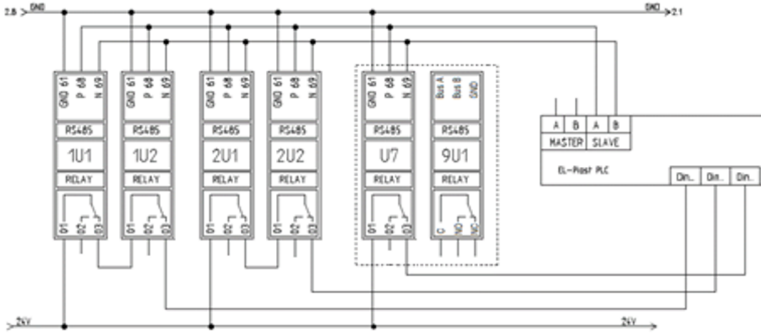 2.8 GND GND 2.1
GND 61 P 68 N 69 GND 61 P 68 N 69 GND 61 P 68 N 69 GND 61 P 68 N 69 GND 61 P 68 N 69 Bus A Bus B GND
RS485 RS485 RS485 RS485 RS485 RS485
1U1 1U2 2U1 2U2 U7 9U1
RELAY RELAY RELAY RELAY RELAY RELAY
01 02 03 01 02 03 01 02 03 01 02 03 01 02 03 C NO NC
A B A B
MASTER SLAVE
EL-Piast PLC
Din.. Din.. Din..
24V 24V